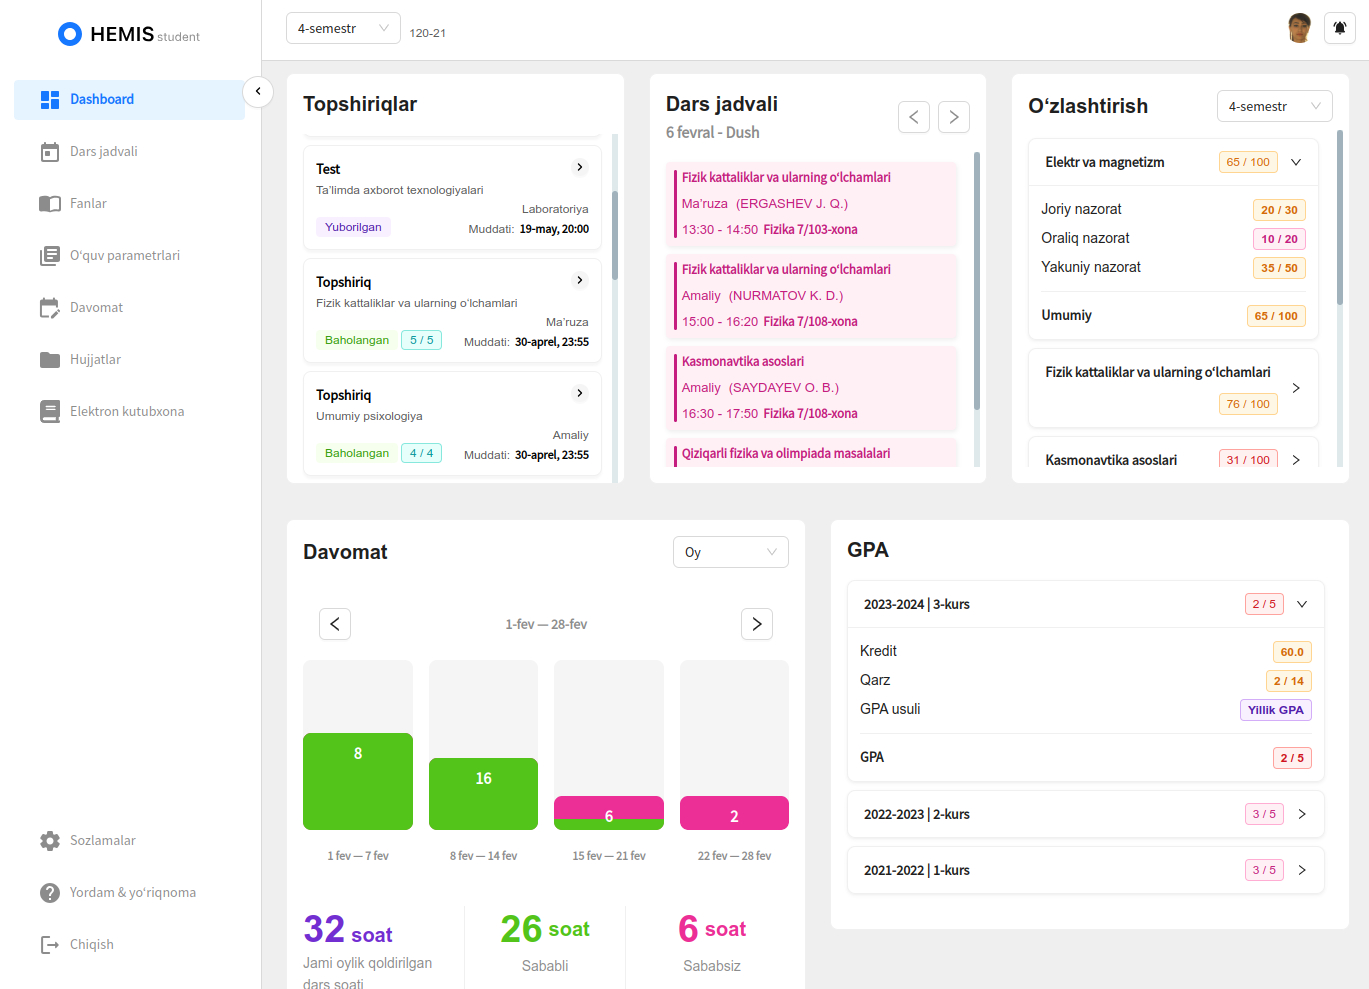 HEMIS student
Dashboard
Dars jadvali
Fanlar
O‘quv parametrlari
Davomat
Hujjatlar
Elektron kutubxona
Sozlamalar
Yordam & yo‘riqnoma
Chiqish
4-semestr
120-21
Topshiriqlar
Test
Ta’limda axborot texnologiyalari
Laboratoriya
Yuborilgan
Muddati: 19-may, 20:00
Topshiriq
Fizik kattaliklar va ularning o‘lchamlari
Ma’ruza
Baholangan 5 / 5
Muddati: 30-aprel, 23:55
Topshiriq
Umumiy psixologiya
Amaliy
Baholangan 4 / 4
Muddati: 30-aprel, 23:55
Dars jadvali
6 fevral - Dush
Fizik kattaliklar va ularning o‘lchamlari
Ma’ruza (ERGASHEV J. Q.)
13:30 - 14:50 Fizika 7/103-xona
Fizik kattaliklar va ularning o‘lchamlari
Amaliy (NURMATOV K. D.)
15:00 - 16:20 Fizika 7/108-xona
Kasmonavtika asoslari
Amaliy (SAYDAYEV O. B.)
16:30 - 17:50 Fizika 7/108-xona
Qiziqarli fizika va olimpiada masalalari
O‘zlashtirish
4-semestr
Elektr va magnetizm 65 / 100
Joriy nazorat 20 / 30
Oraliq nazorat 10 / 20
Yakuniy nazorat 35 / 50
Umumiy 65 / 100
Fizik kattaliklar va ularning o‘lchamlari
76 / 100
Kasmonavtika asoslari 31 / 100
Davomat
Oy
1-fev — 28-fev
8
16
6
2
1 fev — 7 fev
8 fev — 14 fev
15 fev — 21 fev
22 fev — 28 fev
32 soat
Jami oylik qoldirilgan
dars soati
26 soat
Sababli
6 soat
Sababsiz
GPA
2023-2024 | 3-kurs 2 / 5
Kredit 60.0
Qarz 2 / 14
GPA usuli Yillik GPA
GPA 2 / 5
2022-2023 | 2-kurs 3 / 5
2021-2022 | 1-kurs 3 / 5